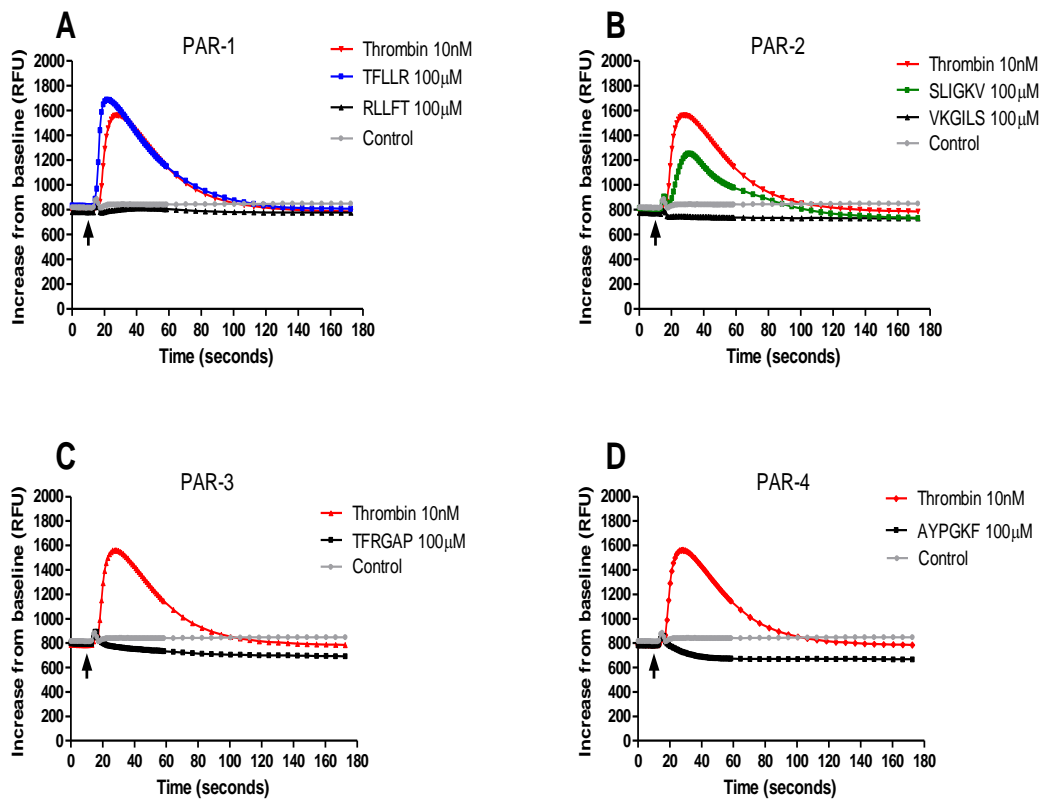 A
PAR-1
Thrombin 10nM
TFLLR 100µM
RLLFT 100µM
Control
Increase from baseline (RFU)
2000
1800
1600
1400
1200
1000
800
600
400
200
0
0 20 40 60 80 100 120 140 160 180
Time (seconds)
B
PAR-2
Thrombin 10nM
SLIGKV 100µM
VKGILS 100µM
Control
Increase from baseline (RFU)
2000
1800
1600
1400
1200
1000
800
600
400
200
0
0 20 40 60 80 100 120 140 160 180
Time (seconds)
C
PAR-3
Thrombin 10nM
TFRGAP 100µM
Control
Increase from baseline (RFU)
2000
1800
1600
1400
1200
1000
800
600
400
200
0
0 20 40 60 80 100 120 140 160 180
Time (seconds)
D
PAR-4
Thrombin 10nM
AYPGKF 100µM
Control
Increase from baseline (RFU)
2000
1800
1600
1400
1200
1000
800
600
400
200
0
0 20 40 60 80 100 120 140 160 180
Time (seconds)